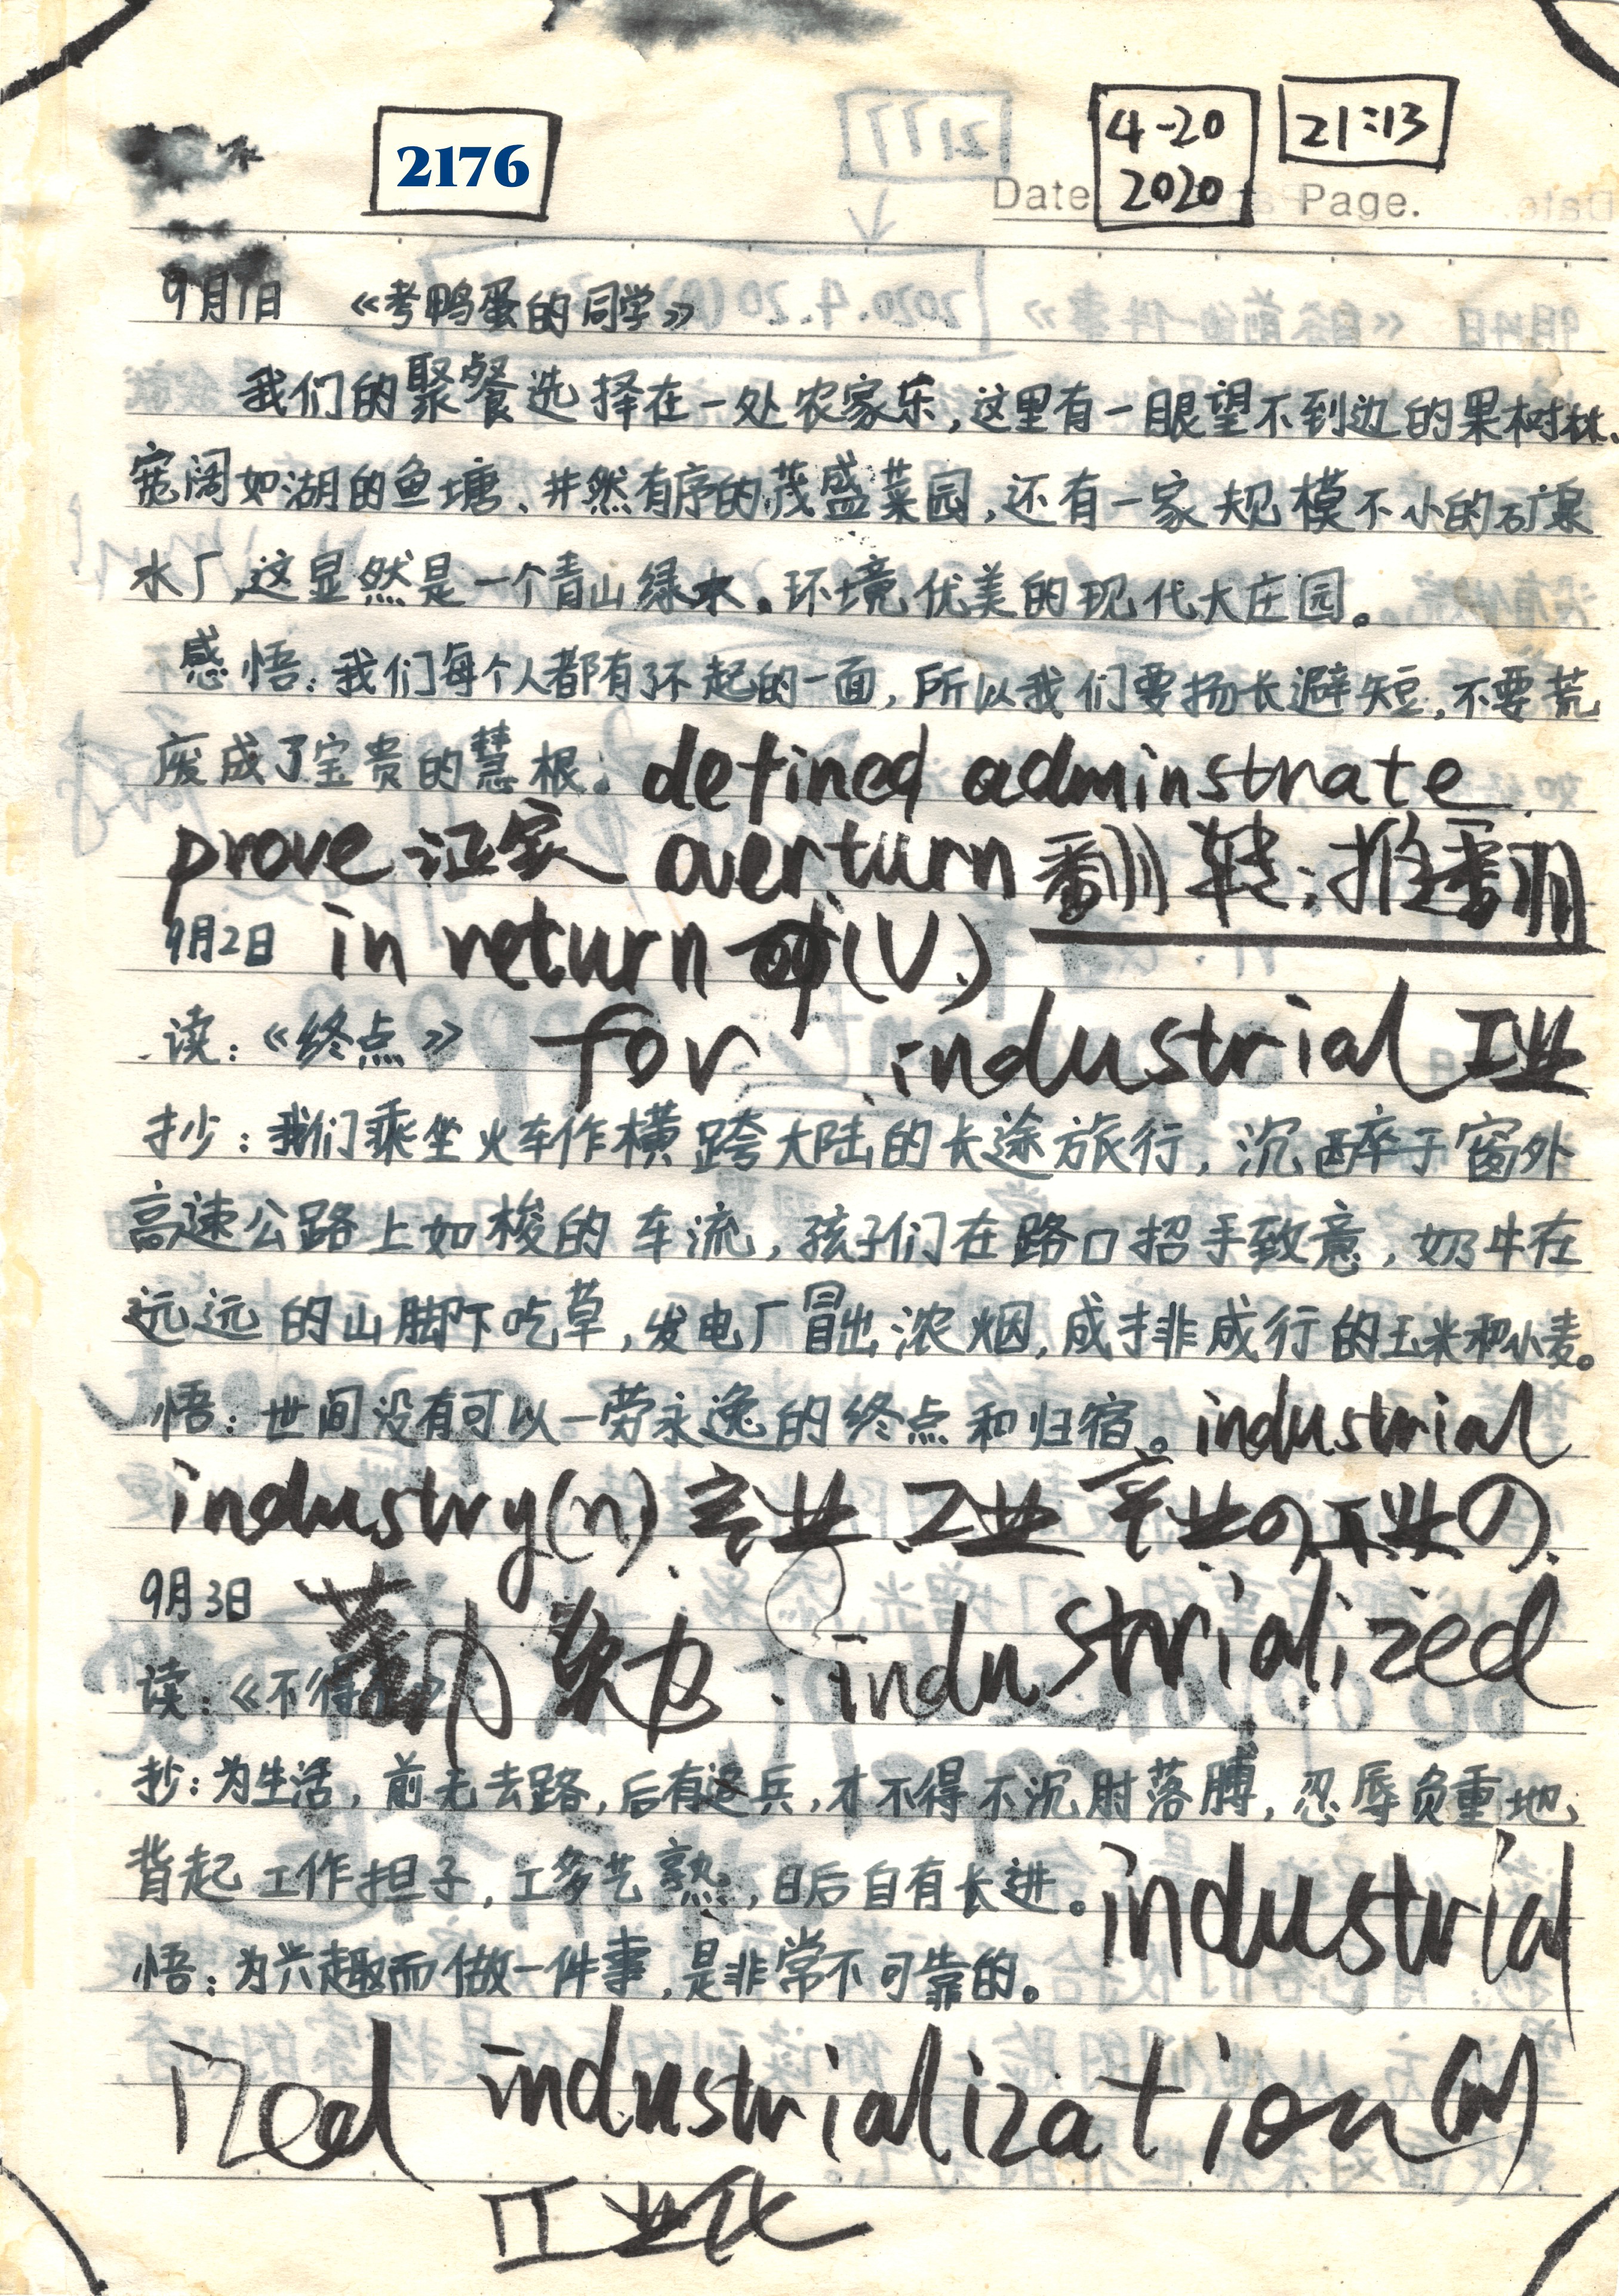 2176
4-20
2020
21:13
Date Page.
9月1日 《考鸭蛋的同学》
我们的聚餐选择在一处农家乐,这里有一眼望不到边的果树林、
宽阔如湖的鱼塘、井然有序的茂盛菜园,还有一家规模不小的矿泉
水厂,这显然是一个青山绿水。环境优美的现代大庄园。
感悟:我们每个人都有了不起的一面,所以我们要扬长避短,不要荒
废成了宝贵的慧根。 defined adminstrate
prove 证实 overturn 翻转;推翻
9月2日 in return (V.)
读:《终点》 for industrial 工业
抄:我们乘坐火车作横跨大陆的长途旅行,沉醉于窗外
高速公路上如梭的车流,孩子们在路口招手致意,奶牛在
远远的山脚下吃草,发电厂冒出浓烟,成排成行的玉米和小麦。
悟:世间没有可以一劳永逸的终点和归宿。industrial
industry(n) 产业.工业 产业の,工业の.
9月3日 勤勉 . industrialized
读:《不得
抄:为生活,前无去路,后有追兵,才不得不沉肘落膊,忍辱负重地
背起工作担子,工多艺熟,日后自有长进。industrial
悟:为兴趣而做一件事,是非常不可靠的。
ized industrialization (n)
工业化